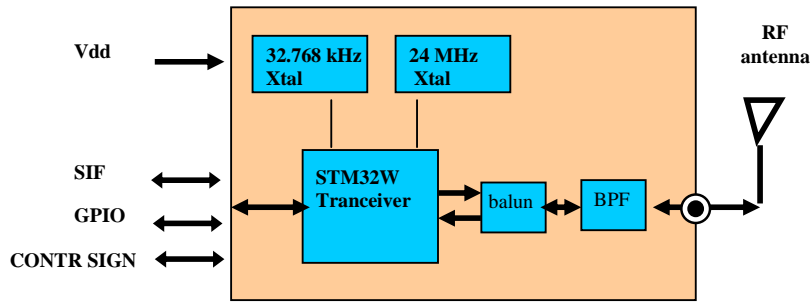 Vdd
32.768 kHz
Xtal
24 MHz
Xtal
RF
antenna
SIF
GPIO
CONTR SIGN
STM32W
Tranceiver
balun
BPF